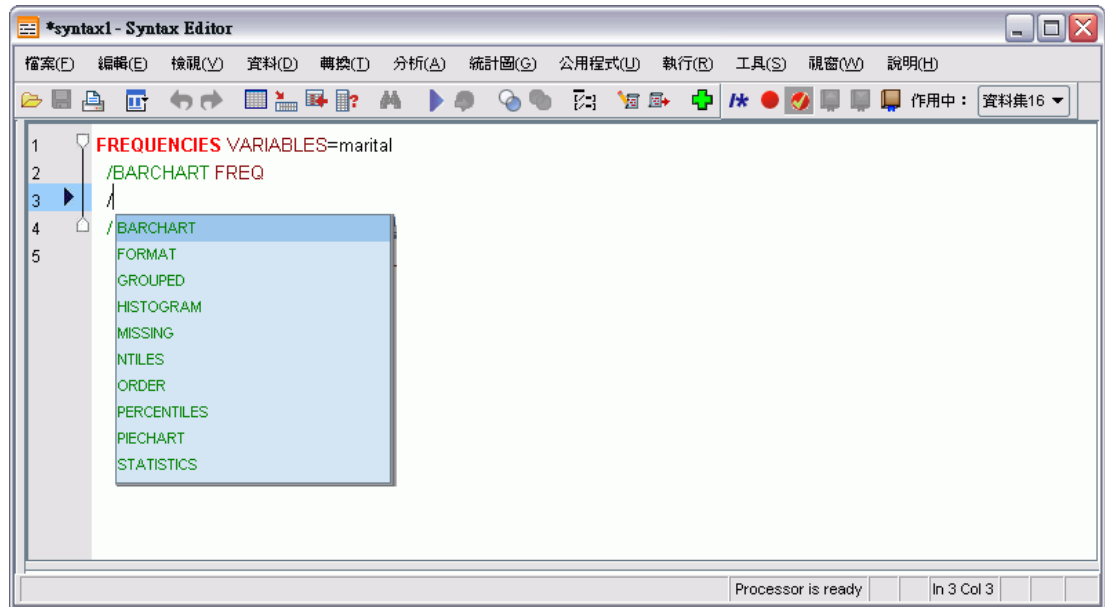 *syntax1 - Syntax Editor
檔案(F) 編輯(E) 檢視(V) 資料(D) 轉換(T) 分析(A) 統計圖(G) 公用程式(U) 執行(R) 工具(S) 視窗(W) 說明(H)
作用中： 資料集16
1 FREQUENCIES VARIABLES=marital
2 /BARCHART FREQ
3 /
4 /
5
BARCHART
FORMAT
GROUPED
HISTOGRAM
MISSING
NTILES
ORDER
PERCENTILES
PIECHART
STATISTICS
Processor is ready In 3 Col 3